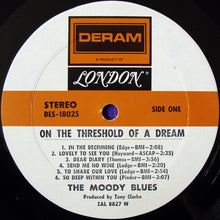 DERAM
A PRODUCT OF
LONDON®
STEREO
DES-18025
SIDE ONE
ON THE THRESHOLD OF A DREAM
1. IN THE BEGINNING (Edge-BMI-2:08)
2. LOVELY TO SEE YOU (Hayward-ASCAP-2:35)
3. DEAR DIARY (Thomas-BMI-3:56)
4. SEND ME NO WINE (Lodge-BMI-2:20)
5. TO SHARE OUR LOVE (Lodge-BMI-2:54)
6. SO DEEP WITHIN YOU (Pinder-BMI-3:07)
THE MOODY BLUES
Produced by Tony Clarke
ZAL 8827 W